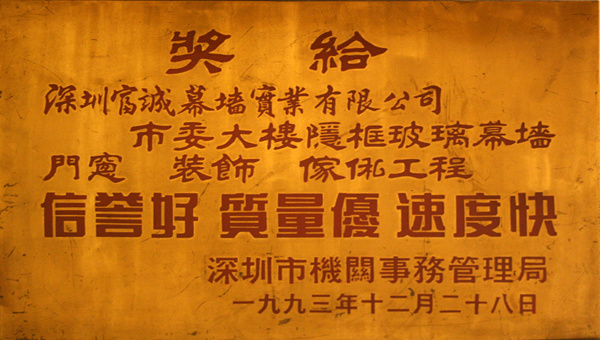 奬給
深圳富誠幕墙實業有限公司
市委大樓隱框玻璃幕墙
門窗 装飾 傢俬工程
信誉好 質量優 速度快
深圳市機關事務管理局
一九九三年十二月二十八日